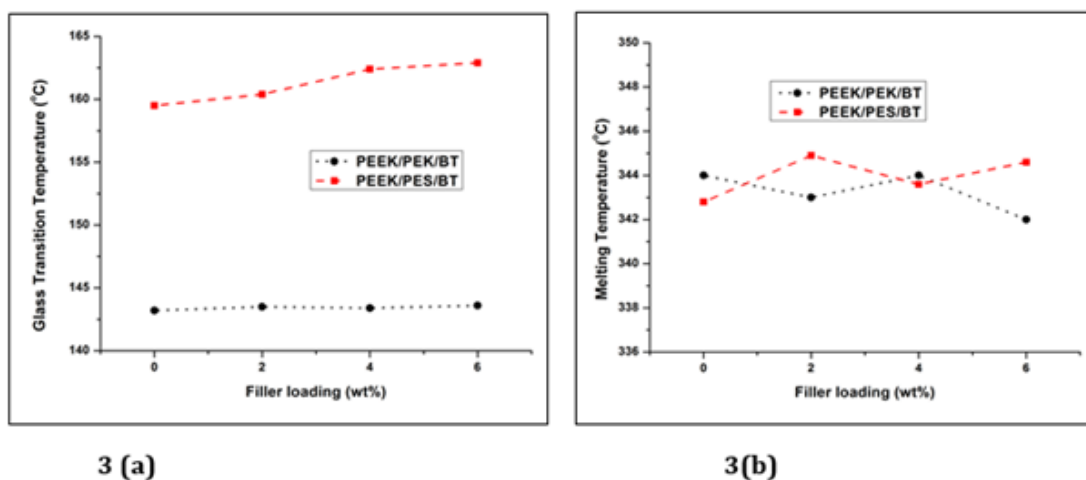 165
160
155
150
145
140
Glass Transition Temperature (°C)
PEEK/PEK/BT
PEEK/PES/BT
0 2 4 6
Filler loading (wt%)
3 (a)
350
348
346
344
342
340
338
336
Melting Temperature (°C)
PEEK/PEK/BT
PEEK/PES/BT
0 2 4 6
Filler loading (wt%)
3(b)